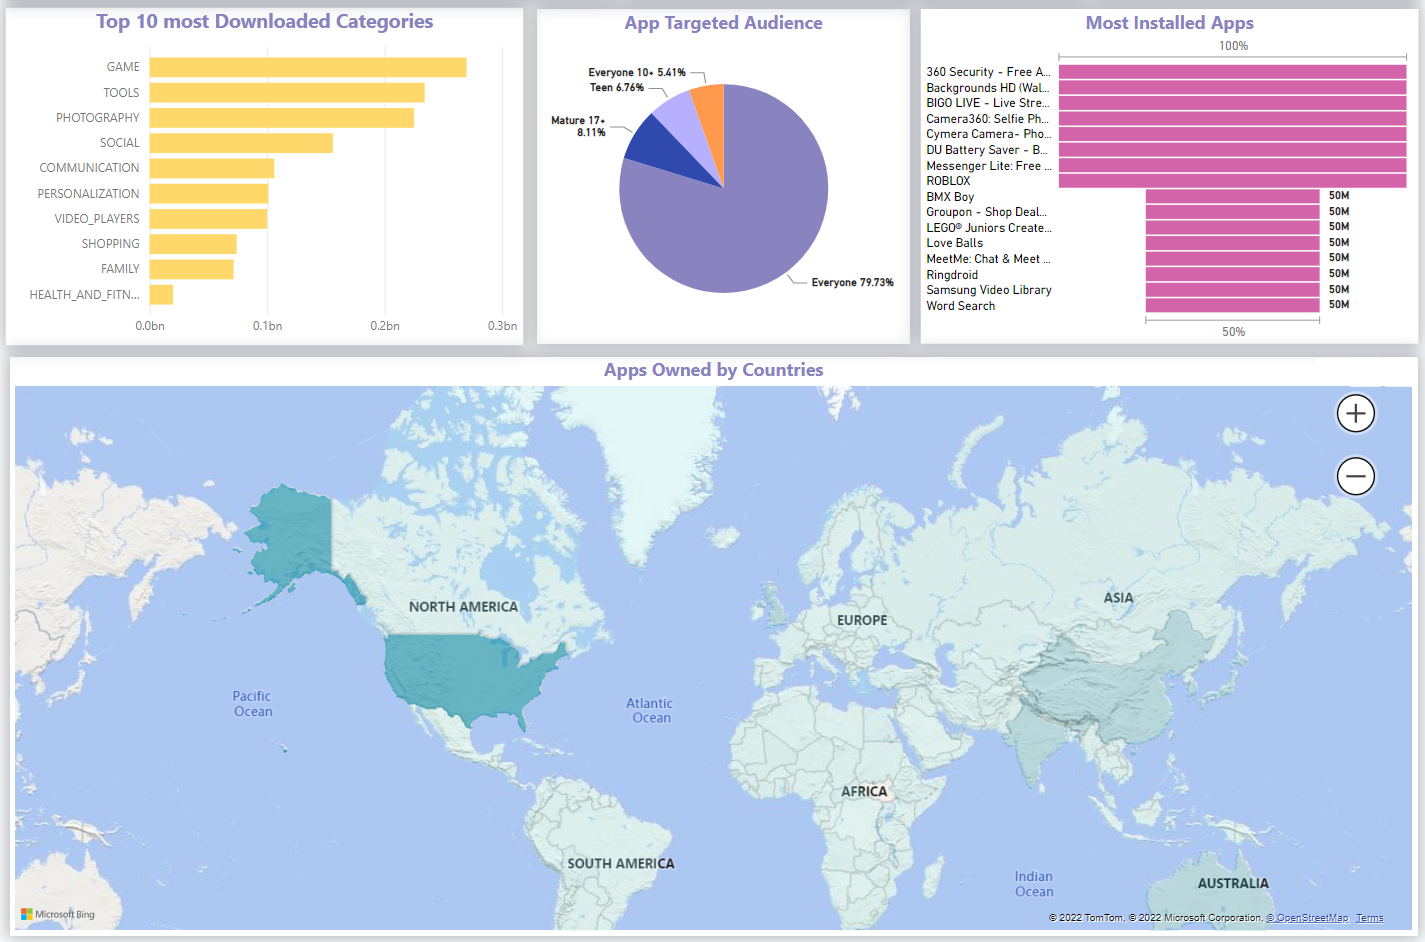 Top 10 most Downloaded Categories
GAME
TOOLS
PHOTOGRAPHY
SOCIAL
COMMUNICATION
PERSONALIZATION
VIDEO_PLAYERS
SHOPPING
FAMILY
HEALTH_AND_FITN...
0.0bn 0.1bn 0.2bn 0.3bn
App Targeted Audience
Everyone 10+ 5.41%
Teen 6.76%
Mature 17+
8.11%
Everyone 79.73%
Most Installed Apps
100%
360 Security - Free A...
Backgrounds HD (Wal...
BIGO LIVE - Live Stre...
Camera360: Selfie Ph...
Cymera Camera- Pho...
DU Battery Saver - B...
Messenger Lite: Free ...
ROBLOX
BMX Boy 50M
Groupon - Shop Deal... 50M
LEGO® Juniors Create... 50M
Love Balls 50M
MeetMe: Chat & Meet ... 50M
Ringdroid 50M
Samsung Video Library 50M
Word Search 50M
50%
Apps Owned by Countries
NORTH AMERICA
EUROPE
ASIA
Pacific
Ocean
Atlantic
Ocean
AFRICA
SOUTH AMERICA
Indian
Ocean
AUSTRALIA
Microsoft Bing
© 2022 TomTom, © 2022 Microsoft Corporation, © OpenStreetMap Terms